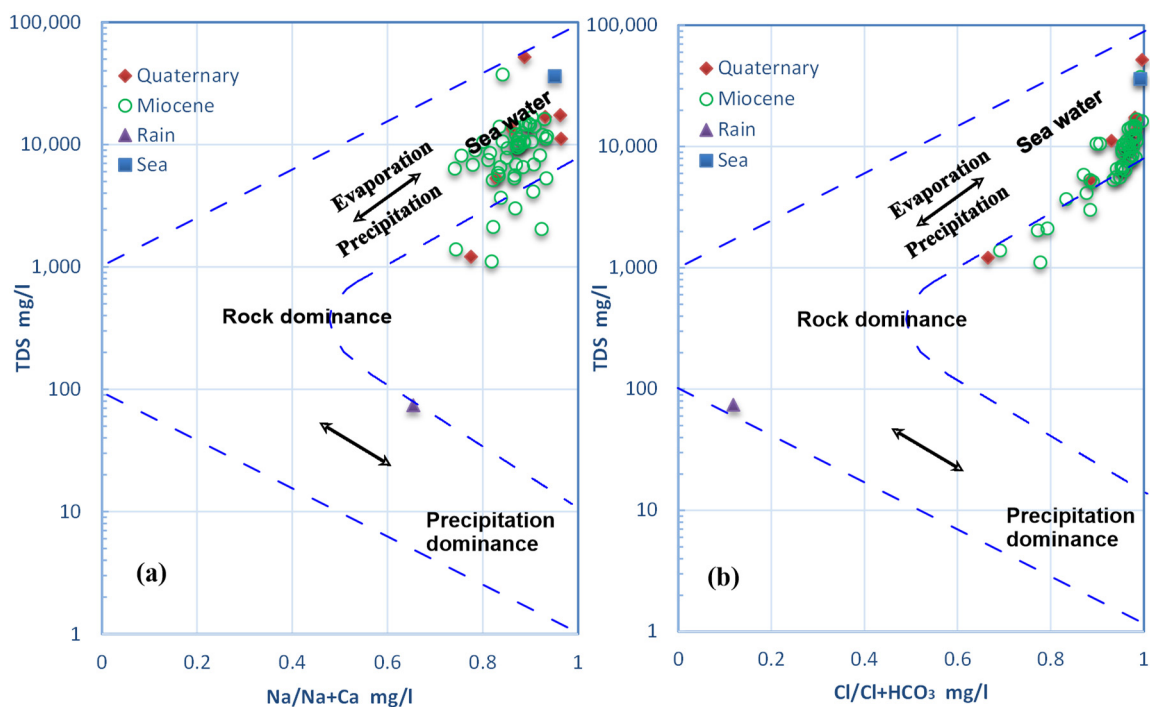 100,000
10,000
1,000
100
10
1
TDS mg/l
Quaternary
Miocene
Rain
Sea
Sea water
Evaporation
Precipitation
Rock dominance
Precipitation
dominance
(a)
0
0.2
0.4
0.6
0.8
1
Na/Na+Ca mg/l
100,000
10,000
1,000
100
10
1
TDS mg/l
Quaternary
Miocene
Rain
Sea
Sea water
Evaporation
Precipitation
Rock dominance
Precipitation
dominance
(b)
0
0.2
0.4
0.6
0.8
1
Cl/Cl+HCO₃ mg/l